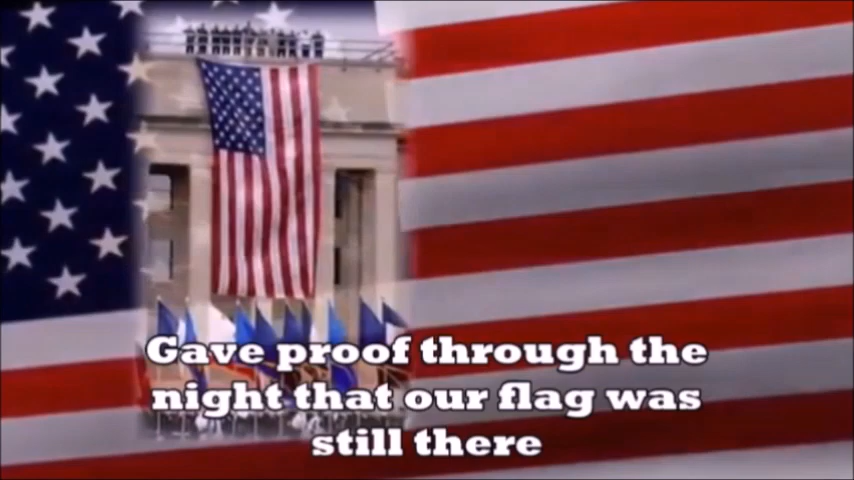 Gave proof through the
night that our flag was
still there